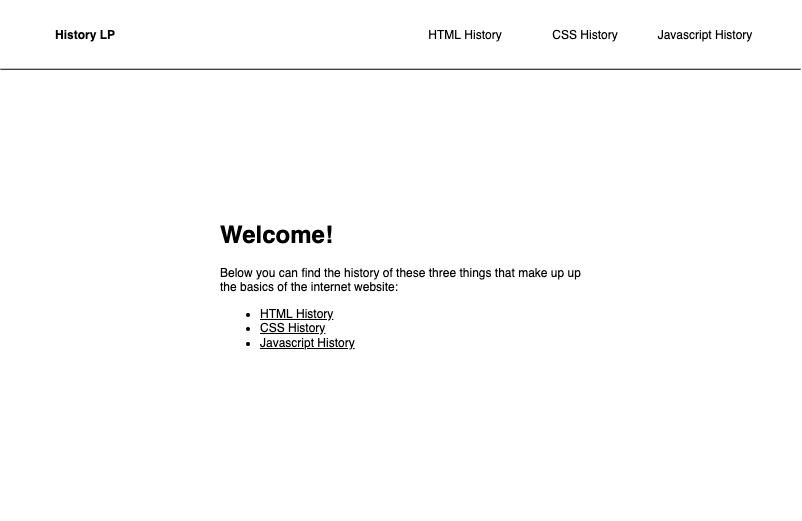 History LP
HTML History
CSS History
Javascript History
Welcome!
Below you can find the history of these three things that make up up
the basics of the internet website:
HTML History
CSS History
Javascript History